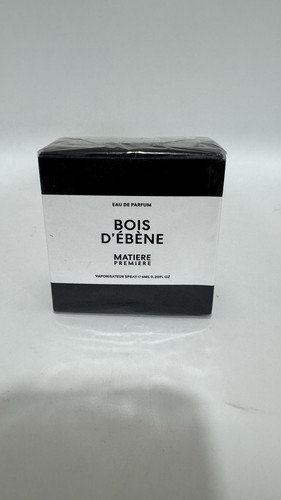 EAU DE PARFUM
BOIS
D'ÉBÈNE
MATIERE
PREMIERE
VAPORISATEUR SPRAY 6ML 0,20FL OZ